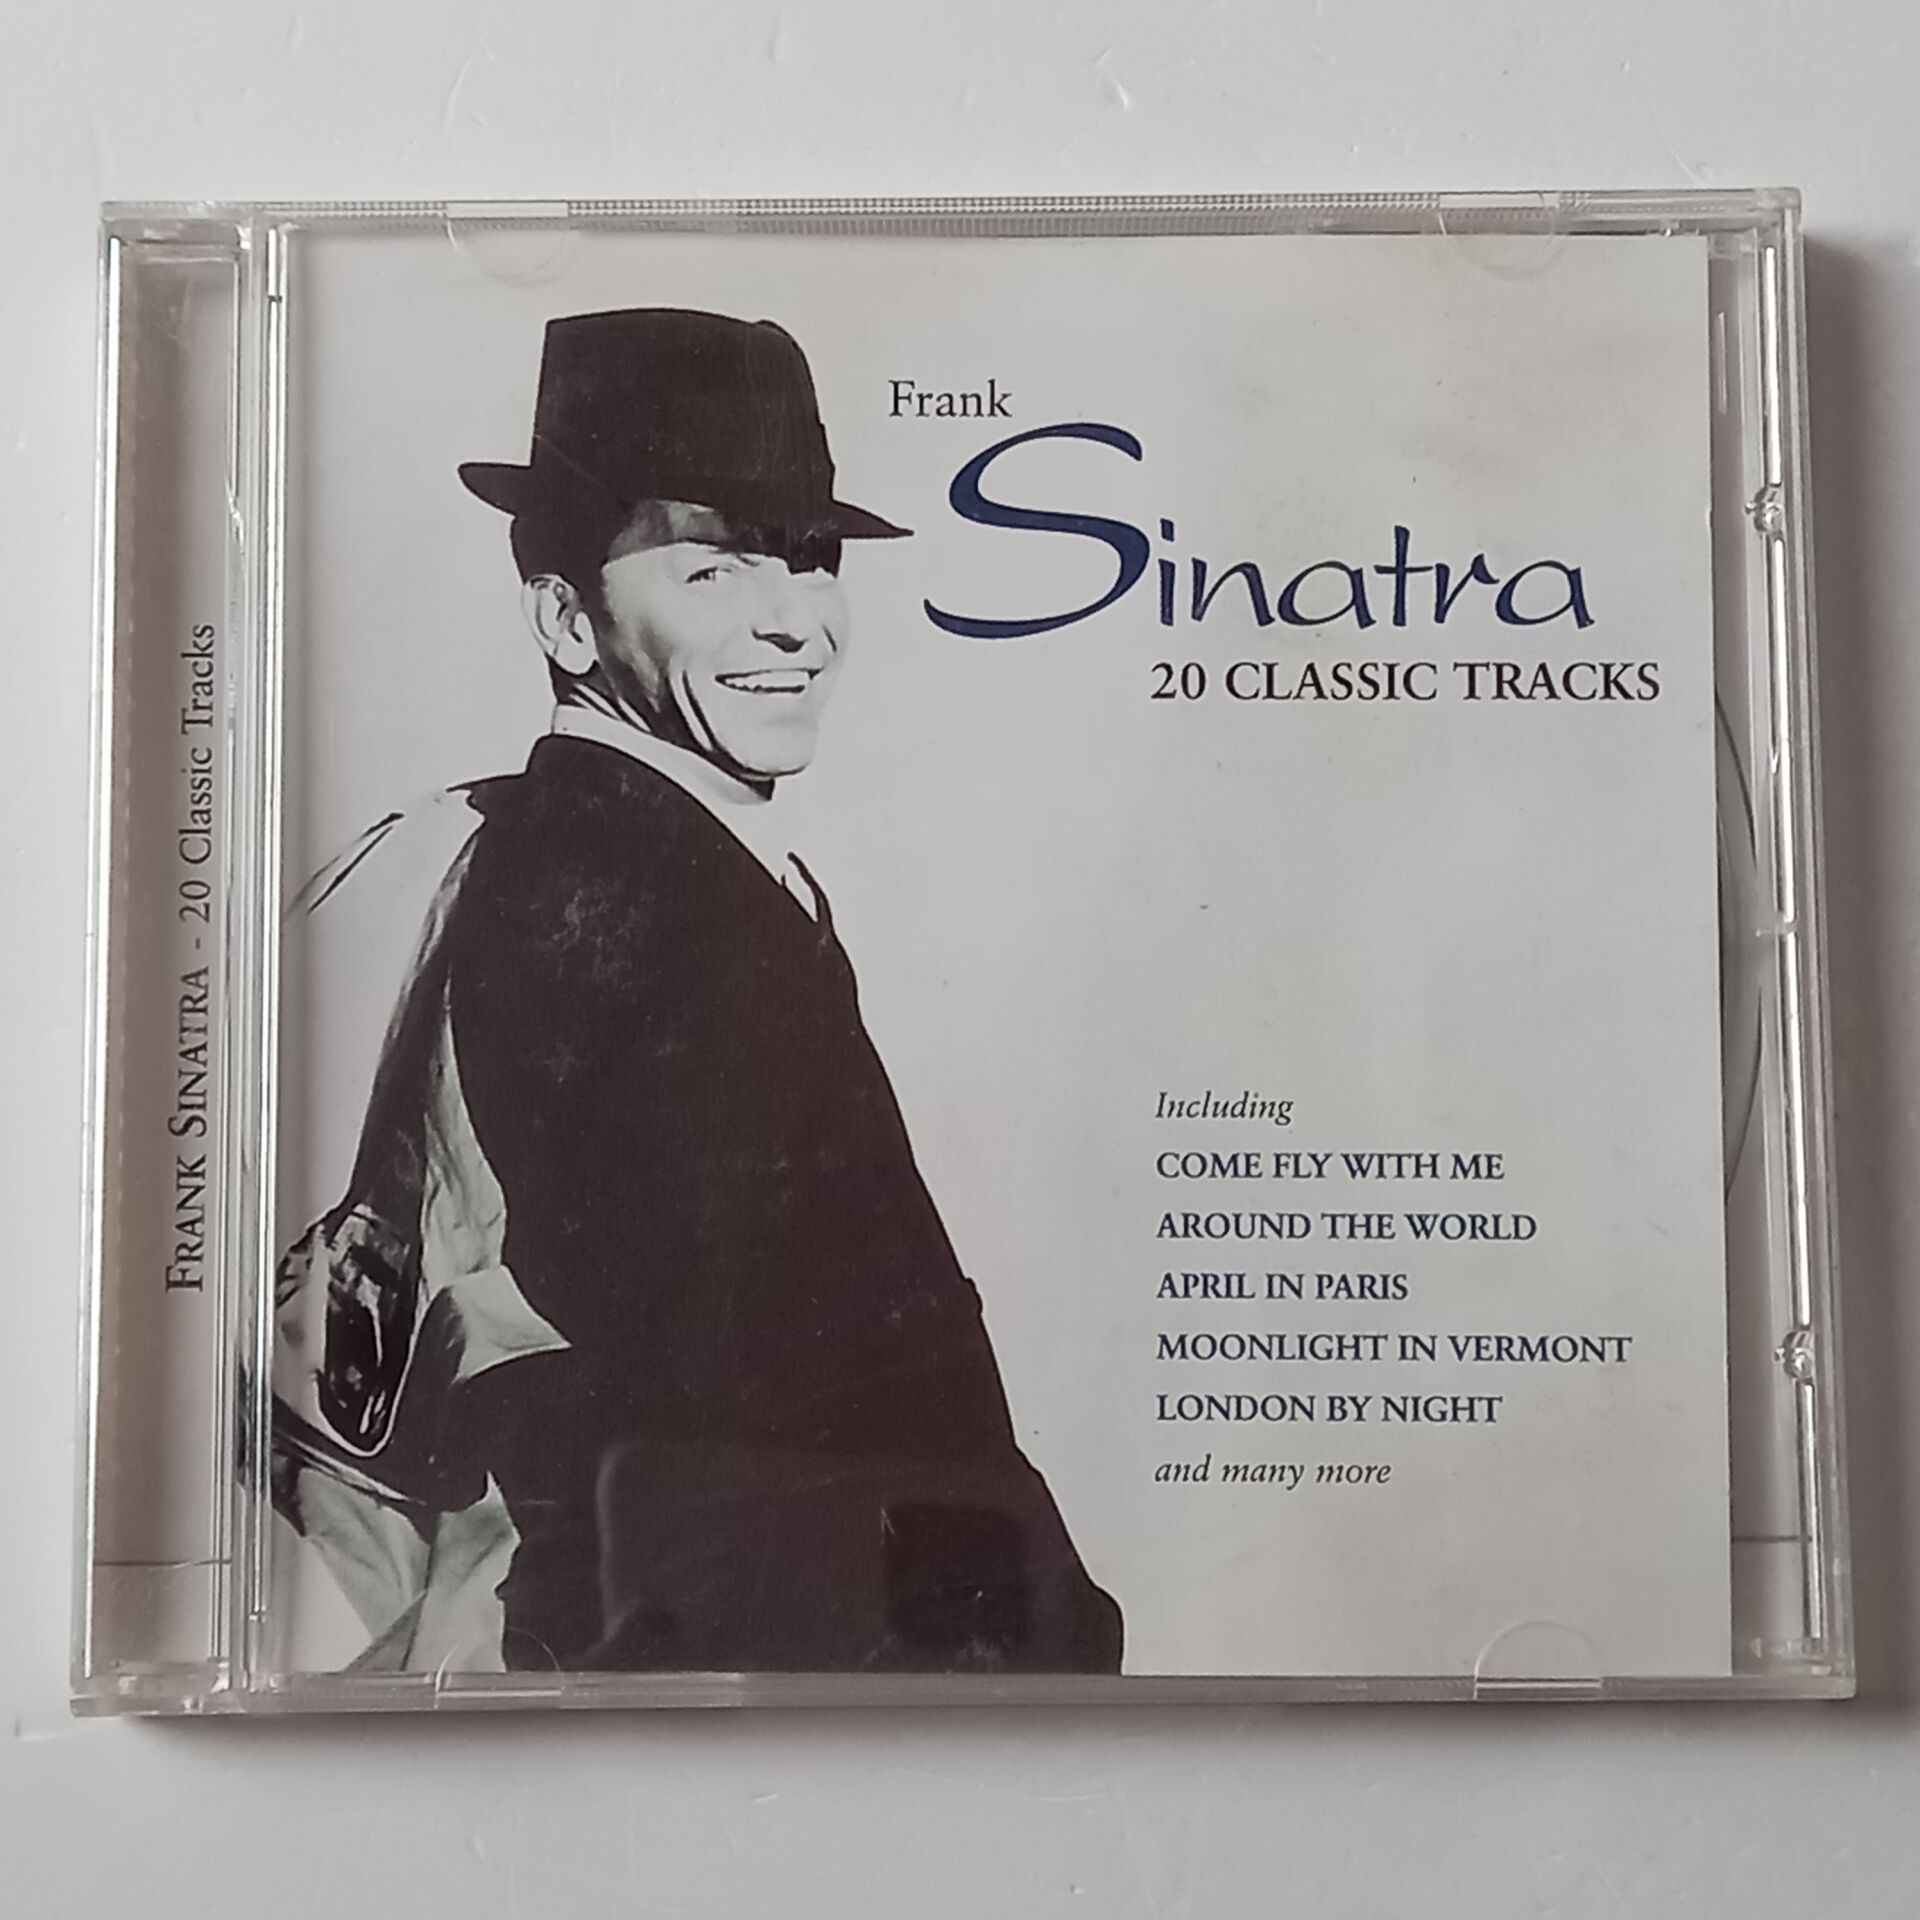 FRANK SINATRA - 20 Classic Tracks
Frank
Sinatra
20 CLASSIC TRACKS
Including
COME FLY WITH ME
AROUND THE WORLD
APRIL IN PARIS
MOONLIGHT IN VERMONT
LONDON BY NIGHT
and many more